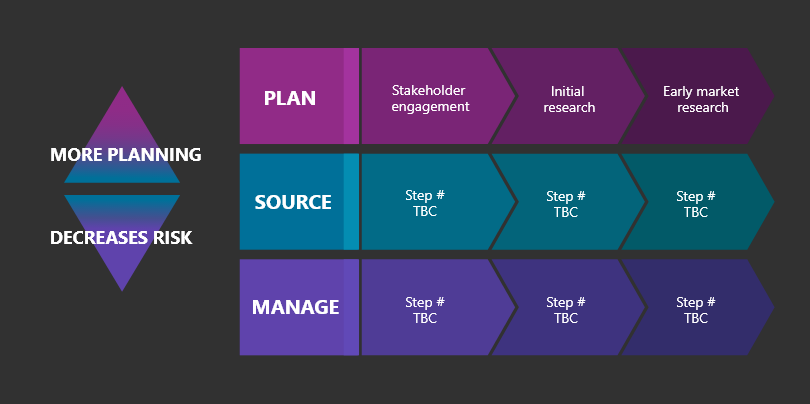 MORE PLANNING
DECREASES RISK
PLAN
Stakeholder
engagement
Initial
research
Early market
research
SOURCE
Step #
TBC
Step #
TBC
Step #
TBC
MANAGE
Step #
TBC
Step #
TBC
Step #
TBC